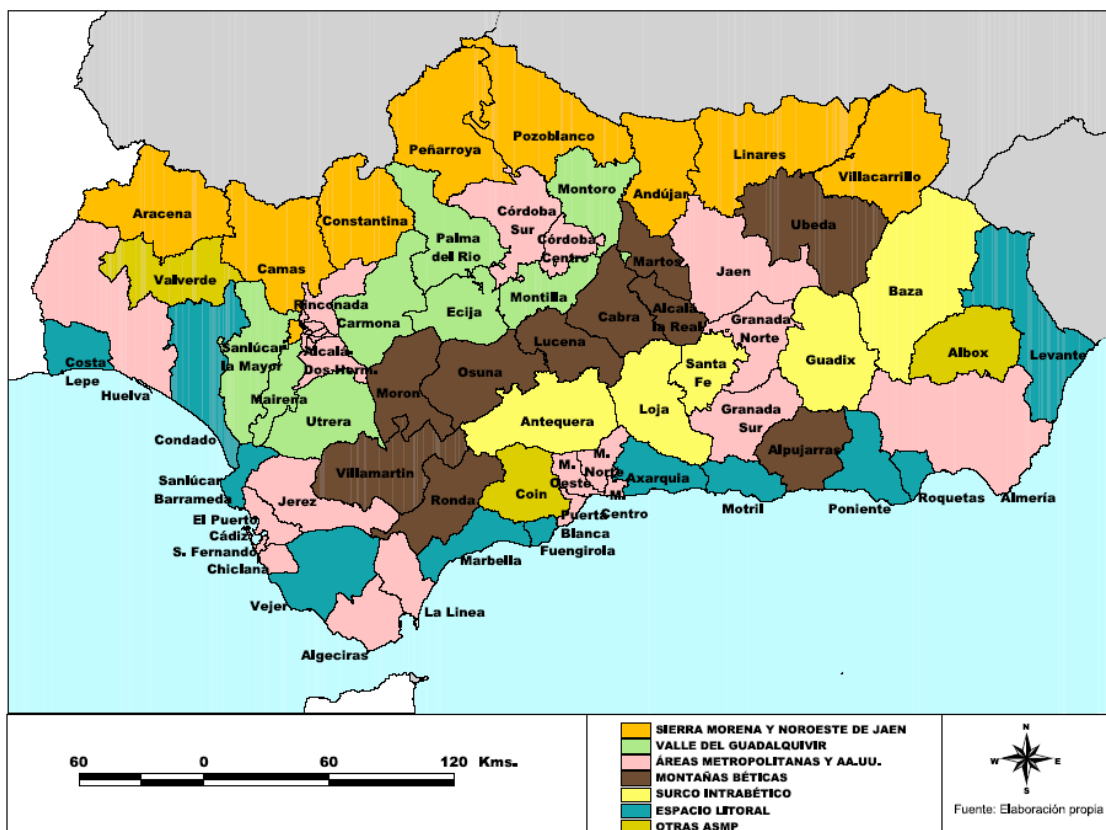 Pozoblanco
Peñarroya
Linares
Villacarrillo
Andújar
Montoro
Aracena
Constantina
Córdoba
Sur
Ubeda
Palma
del Rio
Córdoba
Centro
Martos
Jaen
Camas
Valverde
Baza
Rinconada
Carmona
Ecija
Montilla
Cabra
Alcalá
la Real
Granada
Norte
Sanlúcar
la Mayor
Alcalá-
Dos Herm.
Lucena
Santa
Fe
Guadix
Albox
Levante
Costa
Lepe
Huelva
Mairena
Moron
Osuna
Utrera
Antequera
Loja
Granada
Sur
Condado
Alpujarras
Villamartin
M.
Oeste
M.
Norte
Axarquia
Sanlúcar
Barrameda
Jerez
Ronda
Coin
M.
Centro
Motril
Poniente
Roquetas
Almería
El Puerto
Cádiz
S. Fernando
Chiclana
Puerta
Blanca
Fuengirola
Marbella
Vejer
La Linea
Algeciras
60 0 60 120 Kms.
SIERRA MORENA Y NOROESTE DE JAEN
VALLE DEL GUADALQUIVIR
ÁREAS METROPOLITANAS Y AA.UU.
MONTAÑAS BÉTICAS
SURCO INTRABÉTICO
ESPACIO LITORAL
OTRAS ASMP
N
W E
S
Fuente: Elaboración propia